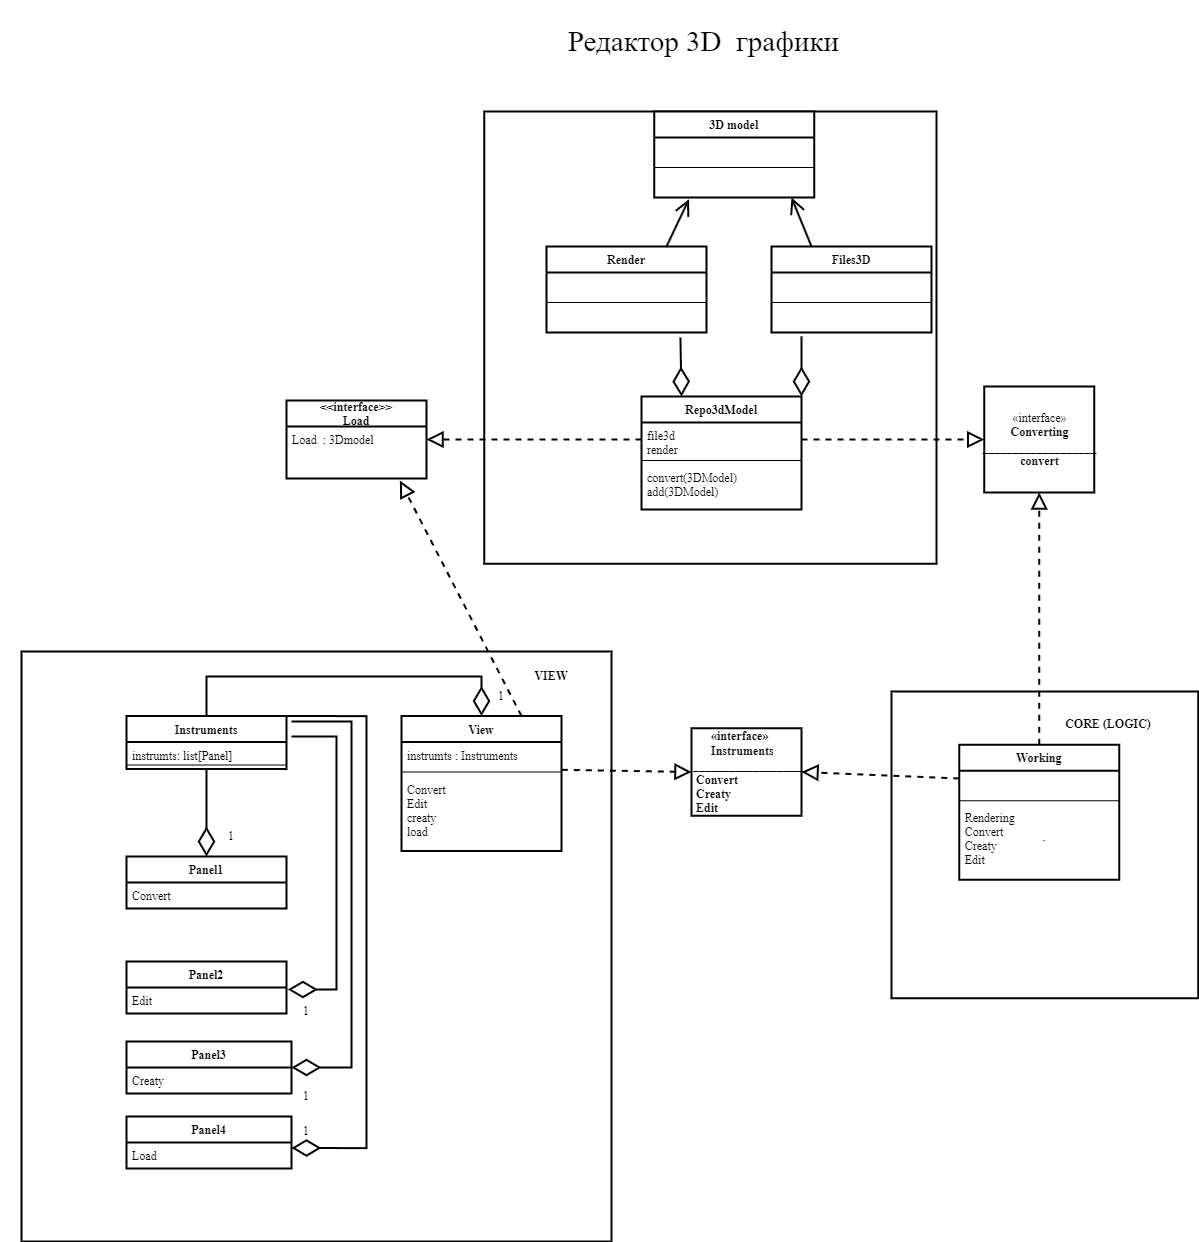 Редактор 3D  графики
3D model
Render
Files3D
Repo3dModel
file3d
render
convert(3DModel)
add(3DModel)
<<interface>>
Load
Load  : 3Dmodel
«interface»
Converting
convert
VIEW
1
Instruments
instrumts: list[Panel]
View
instrumts : Instruments
Convert
Edit
creaty
load
1
Panel1
Convert
Panel2
Edit
1
Panel3
Creaty
1
Panel4
Load
1
«interface»
Instruments
Convert
Creaty
Edit
CORE (LOGIC)
Working
Rendering
Convert
Creaty
Edit